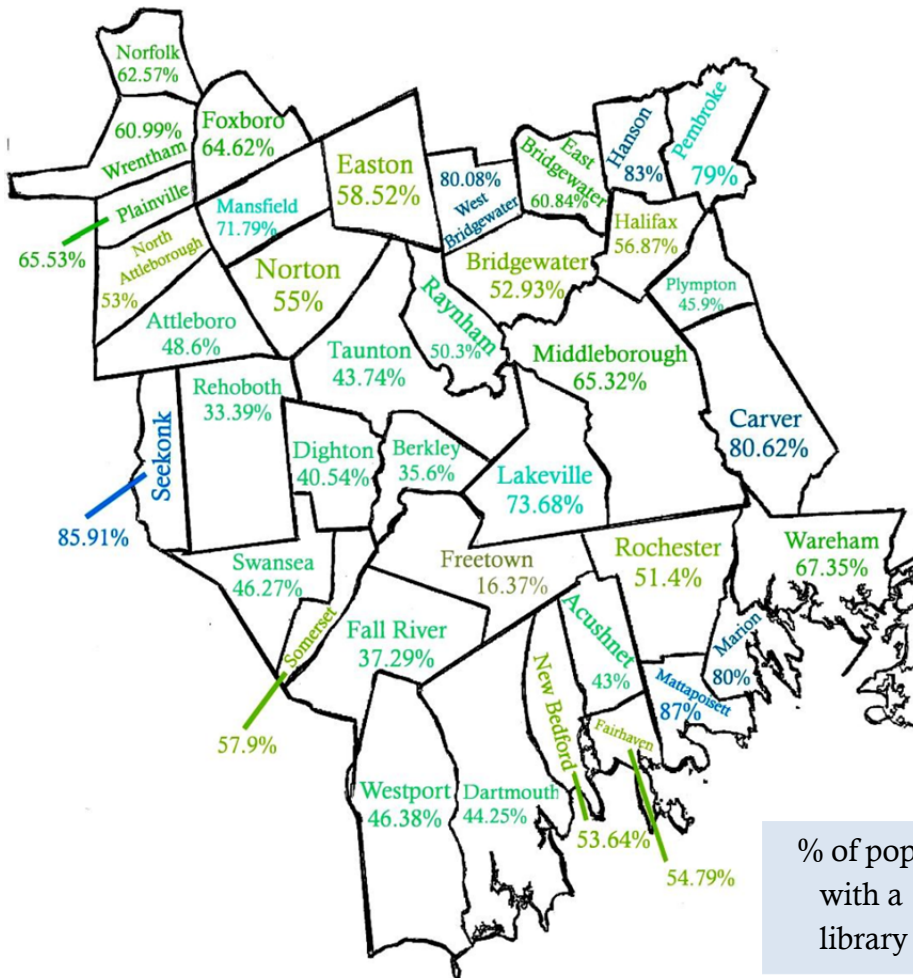 Norfolk
62.57%
60.99%
Wrentham
Foxboro
64.62%
Plainville
65.53%
Mansfield
71.79%
Easton
58.52%
80.08%
West
Bridgewater
East
Bridgewater
60.84%
Hanson
83%
Pembroke
79%
North
Attleborough
53%
Norton
55%
Bridgewater
52.93%
Halifax
56.87%
Plympton
45.9%
Attleboro
48.6%
Taunton
43.74%
Raynham
50.3%
Middleborough
65.32%
Carver
80.62%
Seekonk
85.91%
Rehoboth
33.39%
Dighton
40.54%
Berkley
35.6%
Lakeville
73.68%
Swansea
46.27%
Somerset
57.9%
Freetown
16.37%
Rochester
51.4%
Wareham
67.35%
Fall River
37.29%
Acushnet
43%
Marion
80%
Mattapoisett
87%
New Bedford
53.64%
Fairhaven
54.79%
Westport
46.38%
Dartmouth
44.25%
% of pop
with a
library